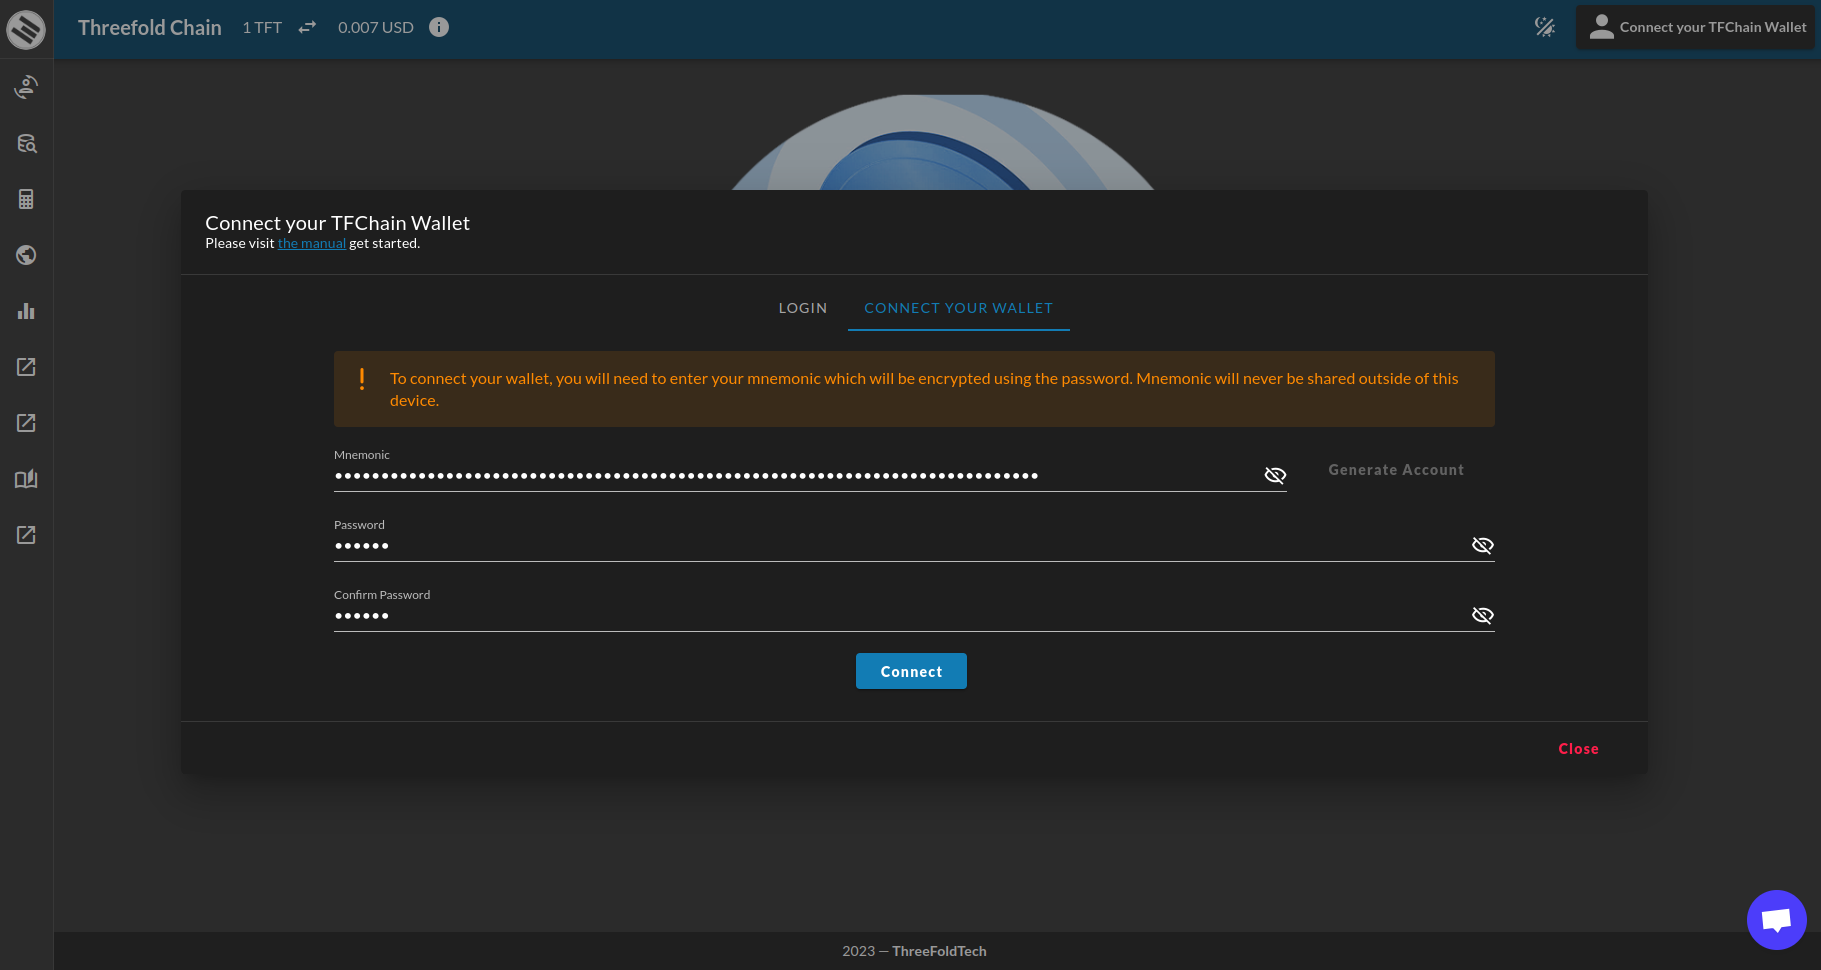 Threefold Chain 1 TFT 0.007 USD
Connect your TFChain Wallet
Connect your TFChain Wallet
Please visit the manual get started.
LOGIN CONNECT YOUR WALLET
To connect your wallet, you will need to enter your mnemonic which will be encrypted using the password. Mnemonic will never be shared outside of this
device.
Mnemonic
••••••••••••••••••••••••••••••••••••••••••••••••••••••••••••••••••••••••••••
Generate Account
Password
••••••
Confirm Password
••••••
Connect
Close
2023 — ThreeFoldTech